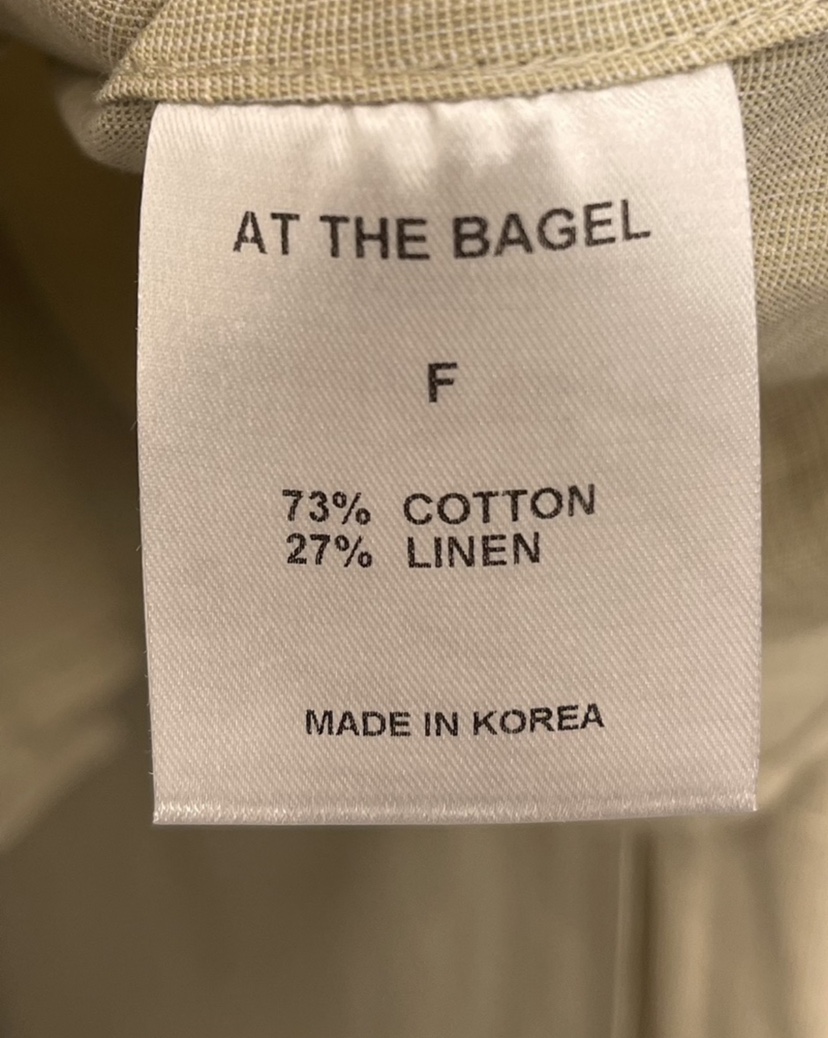 AT THE BAGEL
F
73% COTTON
27% LINEN
MADE IN KOREA